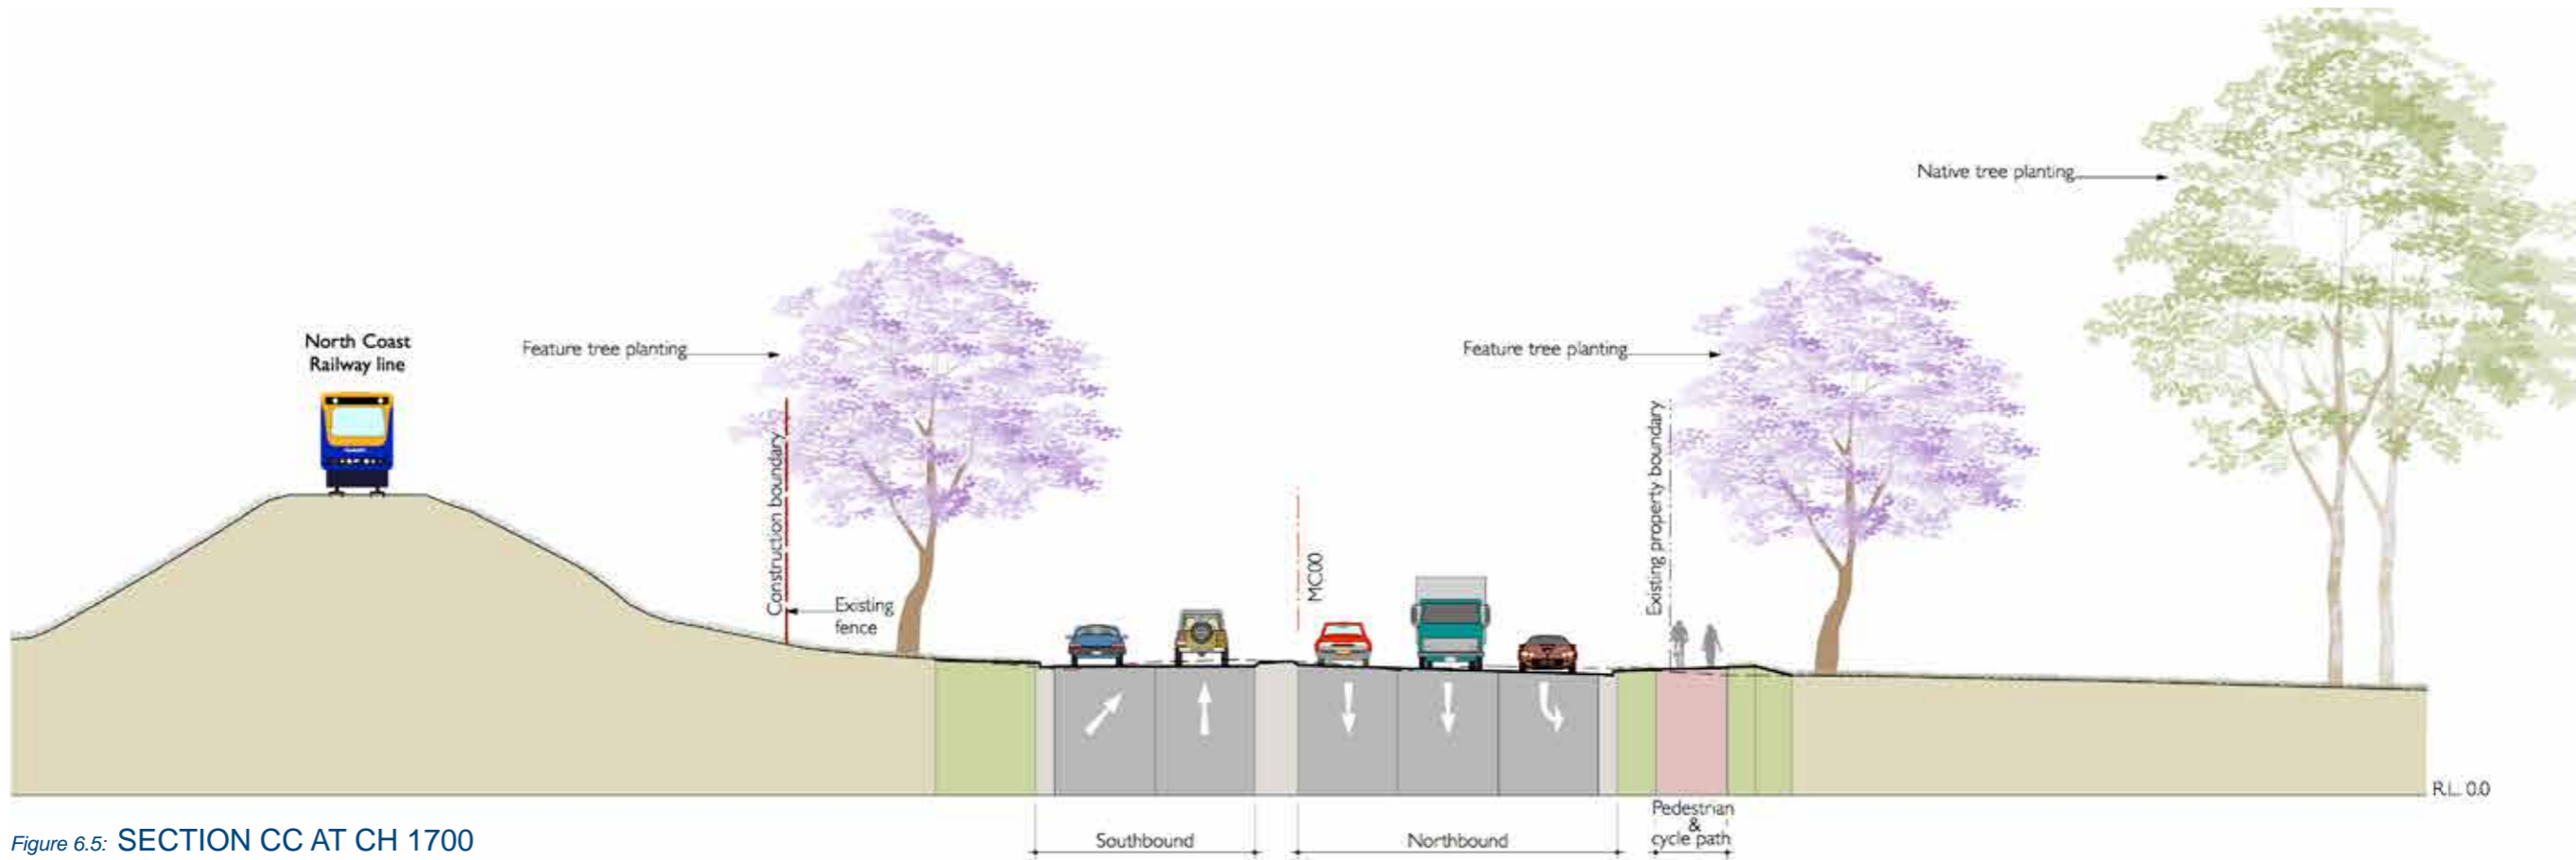 Native tree planting
North Coast
Railway line
Feature tree planting
Feature tree planting
Construction boundary
Existing property boundary
MC00
Existing
fence
R.L. 0.0
Southbound
Northbound
Pedestrian
&
cycle path
Figure 6.5: SECTION CC AT CH 1700